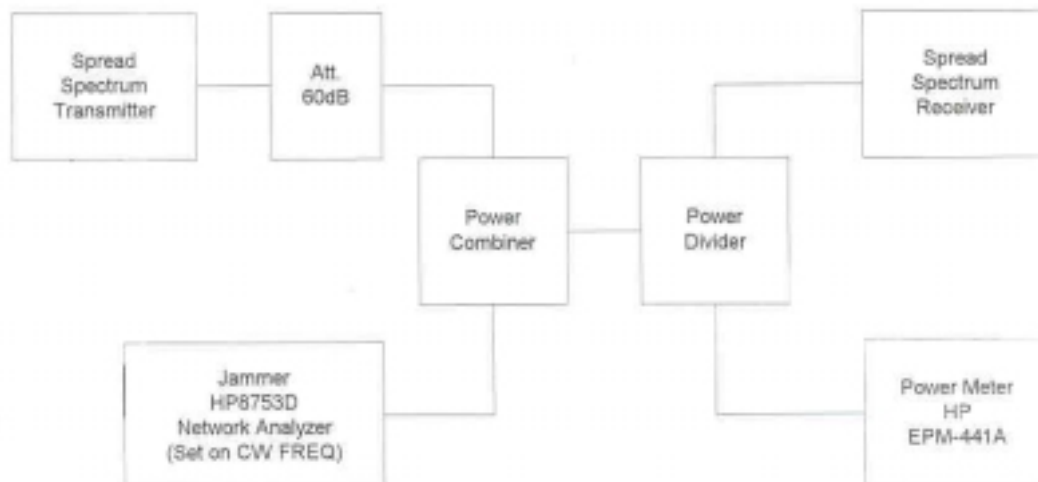 Spread
Spectrum
Transmitter
Att.
60dB
Spread
Spectrum
Receiver
Power
Combiner
Power
Divider
Jammer
HP8753D
Network Analyzer
(Set on CW FREQ)
Power Meter
HP
EPM-441A